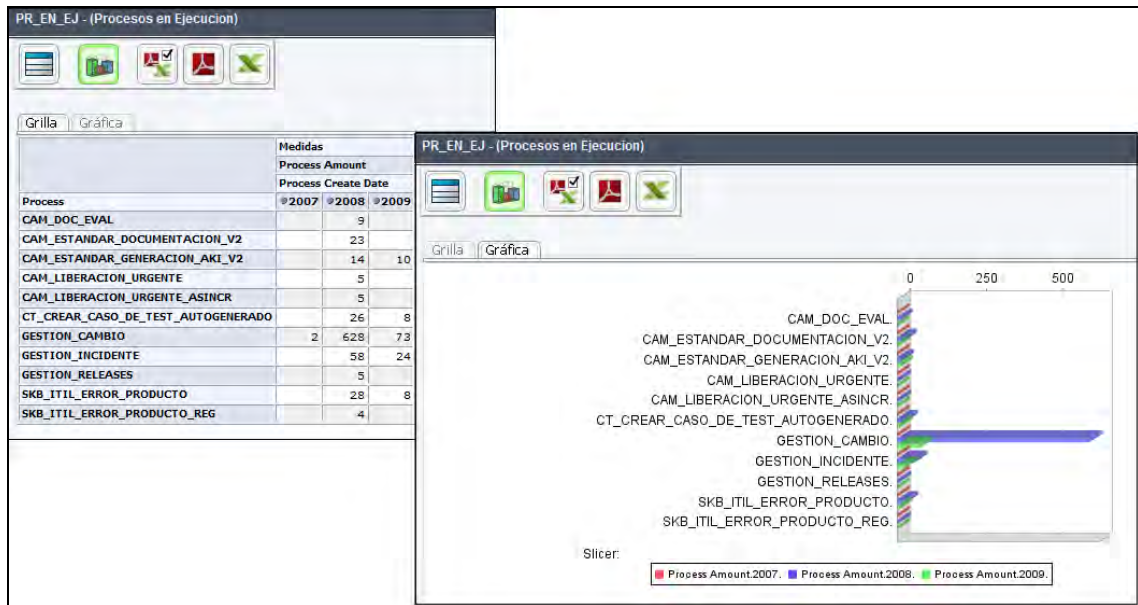 PR_EN_EJ - (Procesos en Ejecucion)
Grilla Gráfica
Medidas
Process Amount
Process Create Date
Process 2007 2008 2009
CAM_DOC_EVAL 9
CAM_ESTANDAR_DOCUMENTACION_V2 23
CAM_ESTANDAR_GENERACION_AKI_V2 14 10
CAM_LIBERACION_URGENTE 5
CAM_LIBERACION_URGENTE_ASINCR 5
CT_CREAR_CASO_DE_TEST_AUTOGENERADO 26 8
GESTION_CAMBIO 2 628 73
GESTION_INCIDENTE 58 24
GESTION_RELEASES 5
SKB_ITIL_ERROR_PRODUCTO 28 8
SKB_ITIL_ERROR_PRODUCTO_REG 4
PR_EN_EJ - (Procesos en Ejecucion)
Grilla Gráfica
0 250 500
CAM_DOC_EVAL.
CAM_ESTANDAR_DOCUMENTACION_V2.
CAM_ESTANDAR_GENERACION_AKI_V2.
CAM_LIBERACION_URGENTE.
CAM_LIBERACION_URGENTE_ASINCR.
CT_CREAR_CASO_DE_TEST_AUTOGENERADO.
GESTION_CAMBIO.
GESTION_INCIDENTE.
GESTION_RELEASES.
SKB_ITIL_ERROR_PRODUCTO.
SKB_ITIL_ERROR_PRODUCTO_REG.
Slicer:
Process Amount.2007. Process Amount.2008. Process Amount.2009.